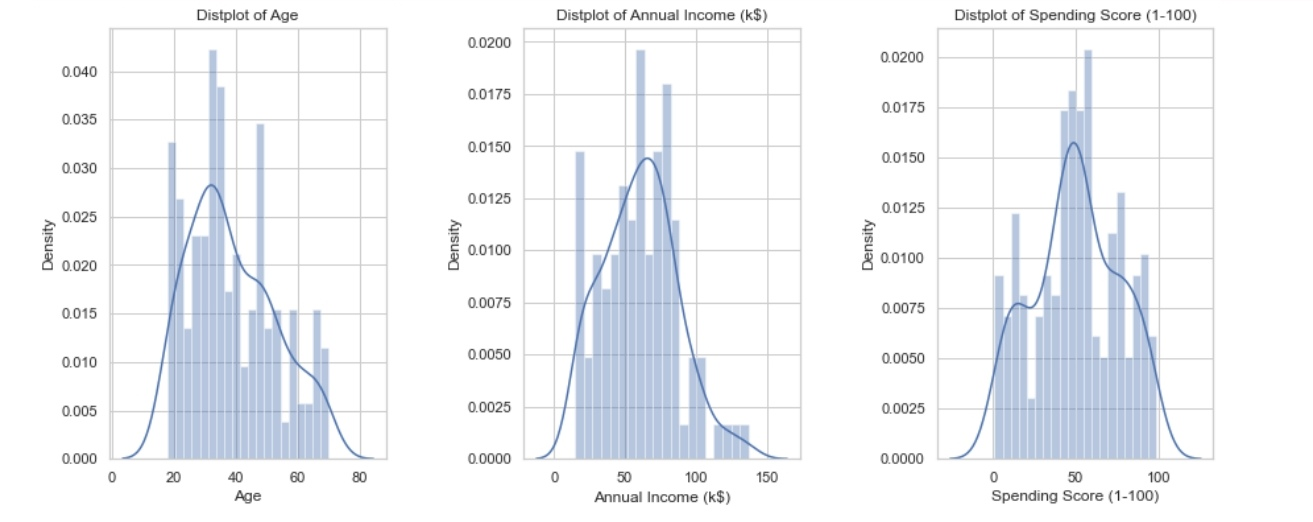 Distplot of Age
0.040
0.035
0.030
0.025
0.020
0.015
0.010
0.005
0.000
Density
0 20 40 60 80
Age
Distplot of Annual Income (k$)
0.0200
0.0175
0.0150
0.0125
0.0100
0.0075
0.0050
0.0025
0.0000
Density
0 50 100 150
Annual Income (k$)
Distplot of Spending Score (1-100)
0.0200
0.0175
0.0150
0.0125
0.0100
0.0075
0.0050
0.0025
0.0000
Density
0 50 100
Spending Score (1-100)